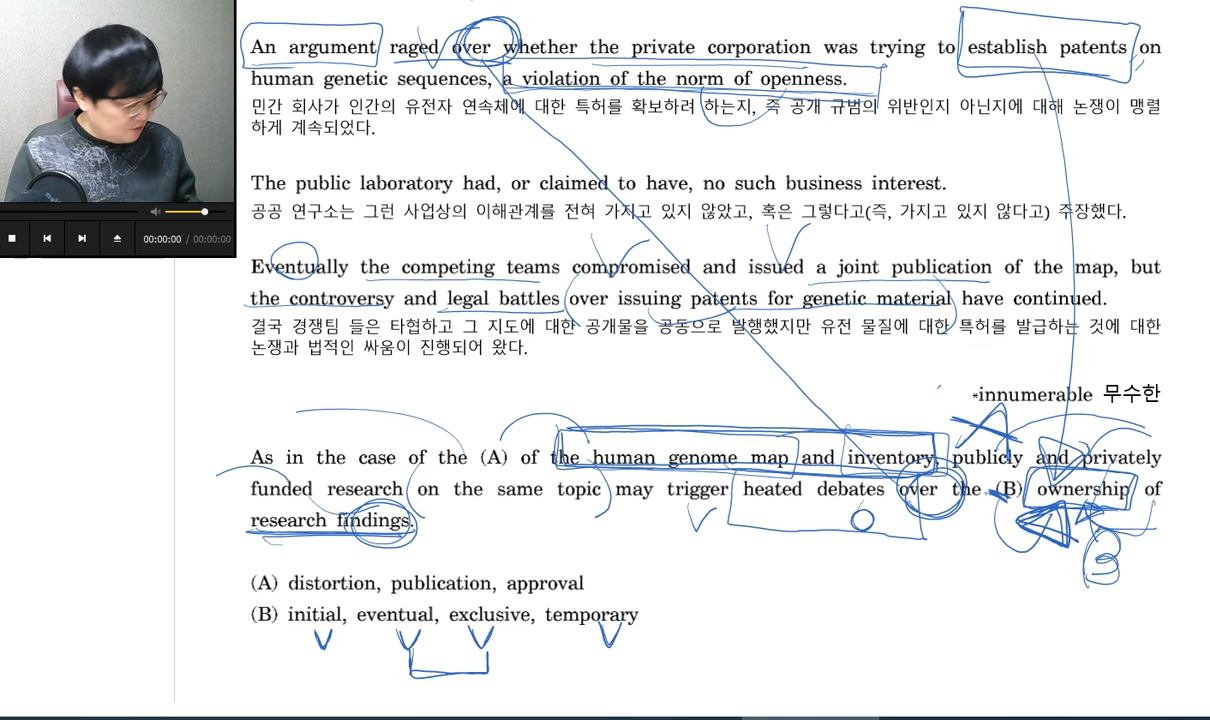 An argument raged over whether the private corporation was trying to establish patents on
human genetic sequences, a violation of the norm of openness.
민간 회사가 인간의 유전자 연속체에 대한 특허를 확보하려 하는지, 즉 공개 규범의 위반인지 아닌지에 대해 논쟁이 맹렬
하게 계속되었다.
The public laboratory had, or claimed to have, no such business interest.
공공 연구소는 그런 사업상의 이해관계를 전혀 가지고 있지 않았고, 혹은 그렇다고(즉, 가지고 있지 않다고) 주장했다.
Eventually the competing teams compromised and issued a joint publication of the map, but
the controversy and legal battles over issuing patents for genetic material have continued.
결국 경쟁팀 들은 타협하고 그 지도에 대한 공개물을 공동으로 발행했지만 유전 물질에 대한 특허를 발급하는 것에 대한
논쟁과 법적인 싸움이 진행되어 왔다.
*innumerable 무수한
As in the case of the (A) of the human genome map and inventory, publicly and privately
funded research on the same topic may trigger heated debates over the (B) ownership of
research findings.
(A) distortion, publication, approval
(B) initial, eventual, exclusive, temporary
B
00:00:00 / 00:00:00